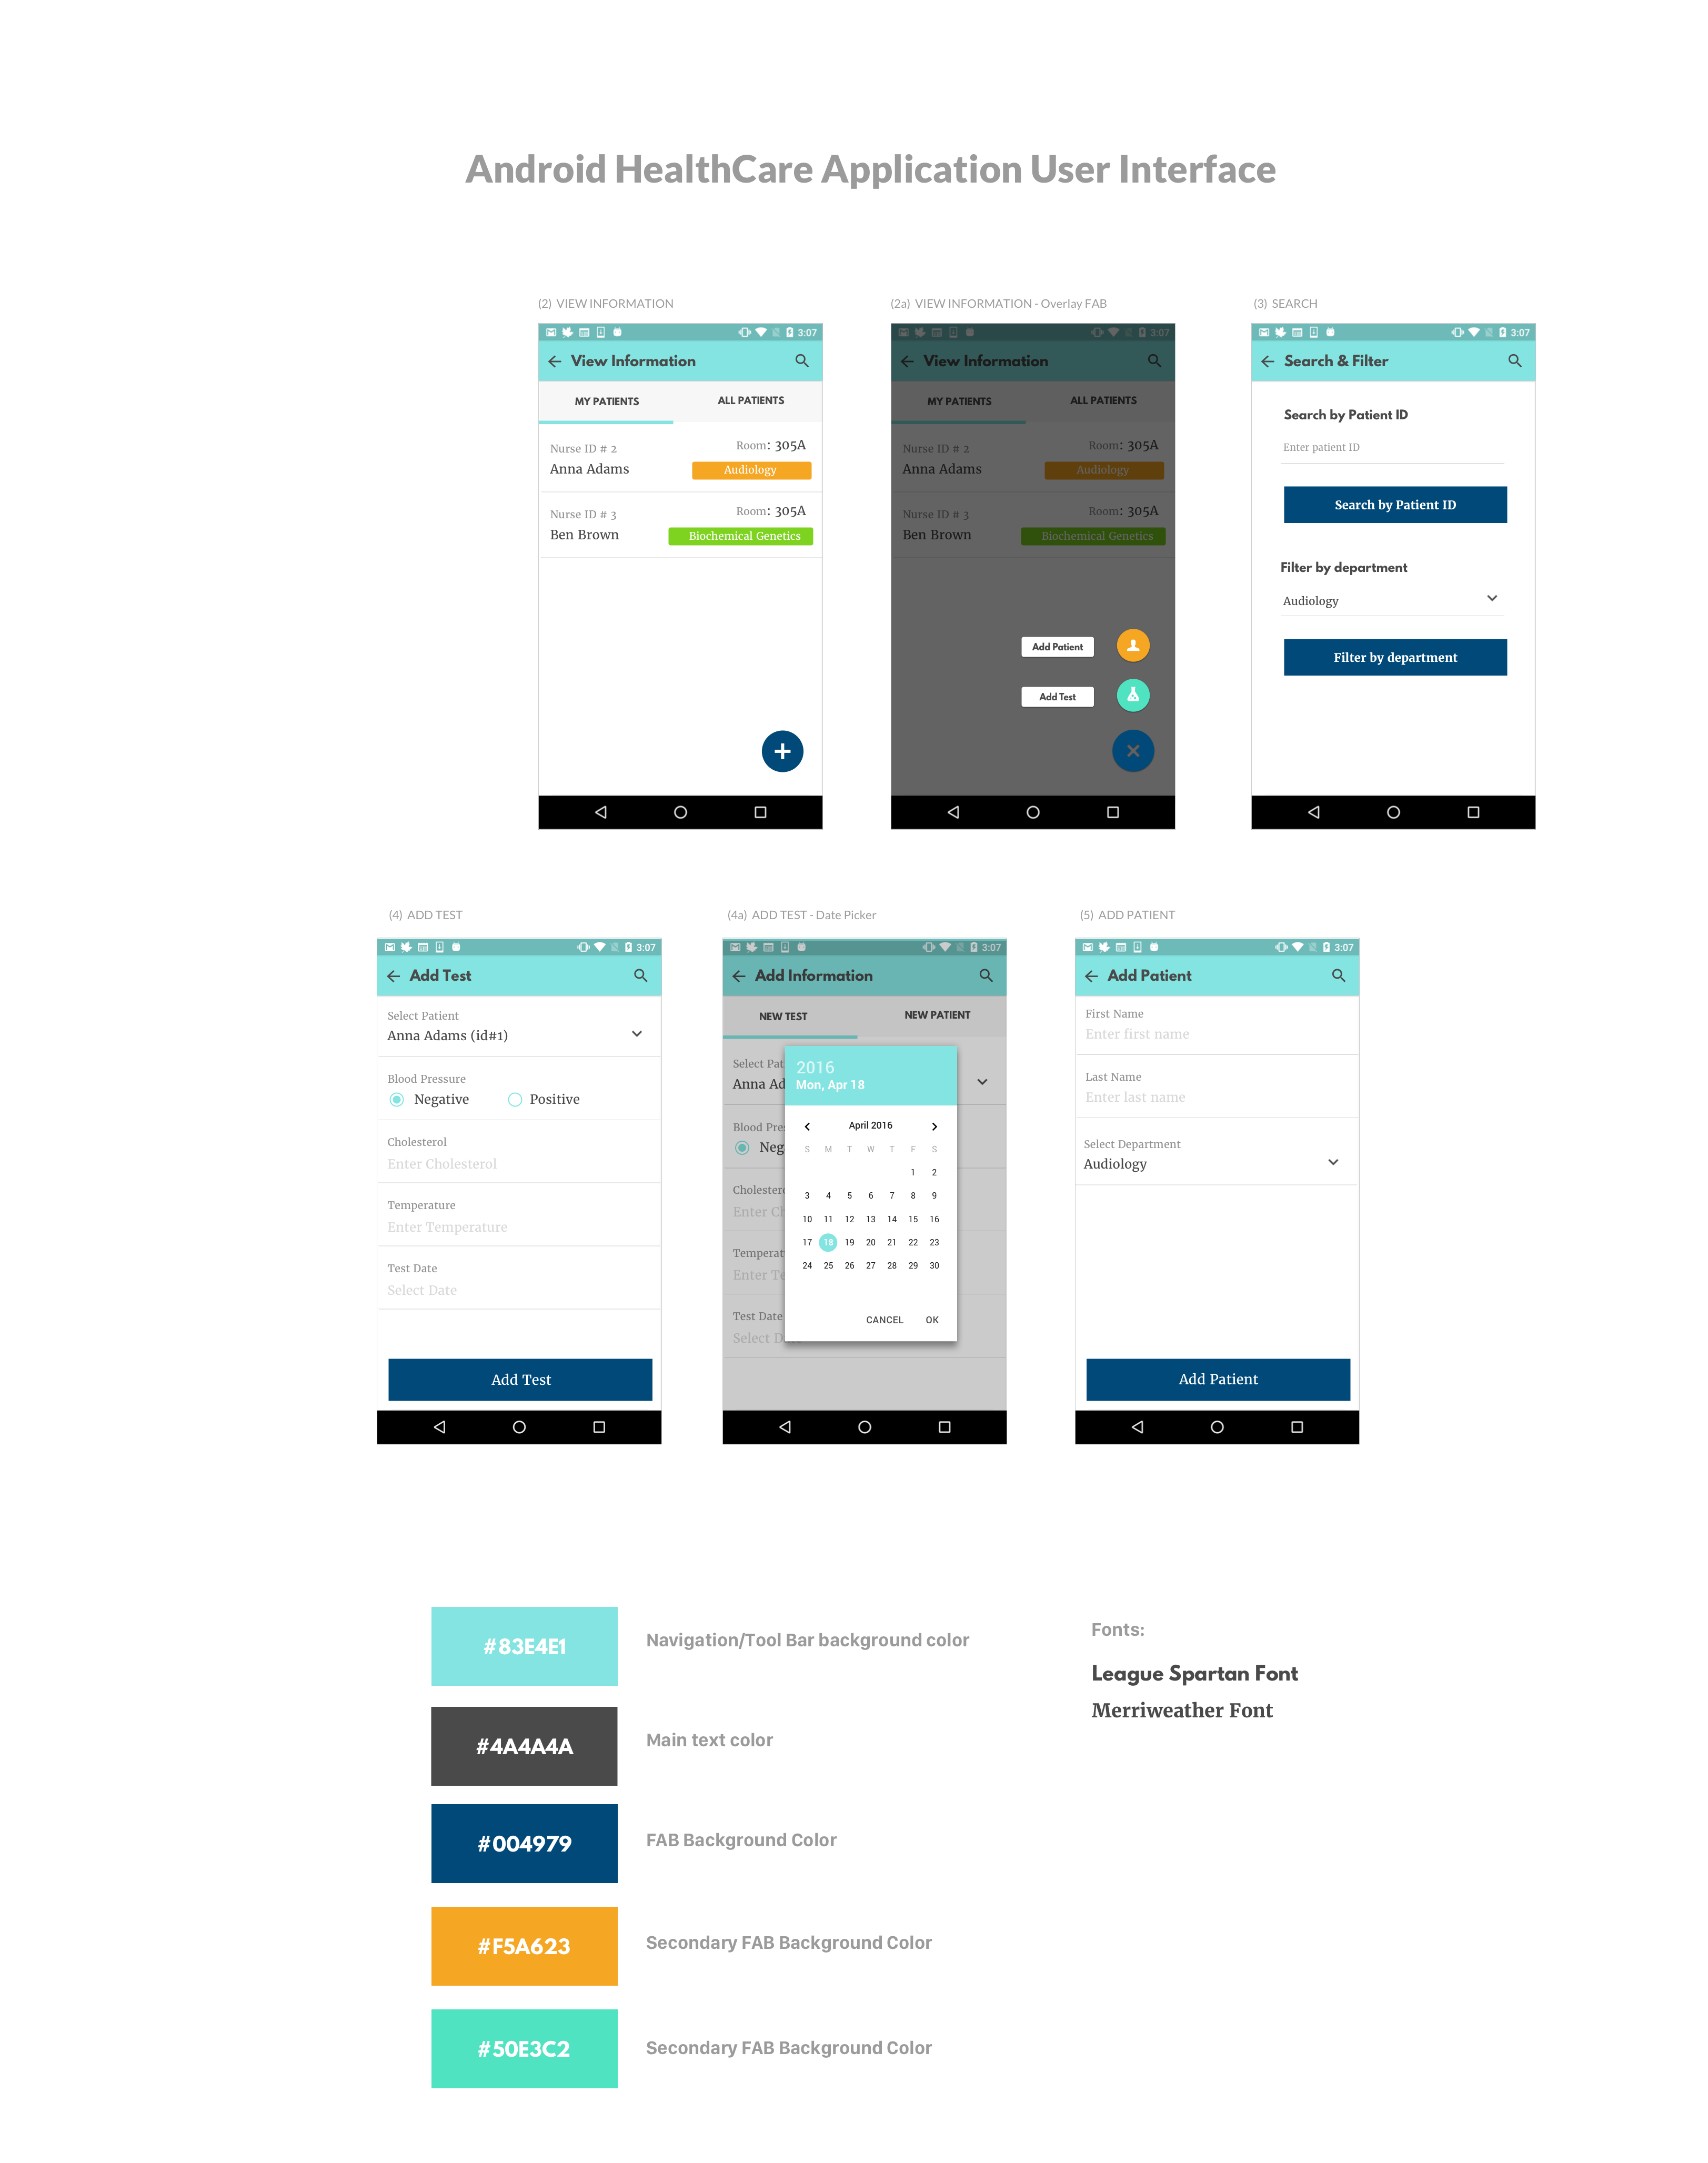 Android HealthCare Application User Interface
(2) VIEW INFORMATION
3:07
View Information
MY PATIENTS
ALL PATIENTS
Nurse ID # 2
Room: 305A
Anna Adams
Audiology
Nurse ID # 3
Room: 305A
Ben Brown
Biochemical Genetics
(2a) VIEW INFORMATION - Overlay FAB
3:07
View Information
MY PATIENTS
ALL PATIENTS
Nurse ID # 2
Room: 305A
Anna Adams
Audiology
Nurse ID # 3
Room: 305A
Ben Brown
Biochemical Genetics
Add Patient
Add Test
(3) SEARCH
3:07
Search & Filter
Search by Patient ID
Enter patient ID
Search by Patient ID
Filter by department
Audiology
Filter by department
(4) ADD TEST
3:07
Add Test
Select Patient
Anna Adams (id#1)
Blood Pressure
Negative
Positive
Cholesterol
Enter Cholesterol
Temperature
Enter Temperature
Test Date
Select Date
Add Test
(4a) ADD TEST - Date Picker
3:07
Add Information
NEW TEST
NEW PATIENT
Select Pat
Anna Ad
Blood Pre
Neg
Cholester
Enter C
Temperat
Enter Te
Test Date
Select D
2016
Mon, Apr 18
April 2016
S M T W T F S
1 2
3 4 5 6 7 8 9
10 11 12 13 14 15 16
17 18 19 20 21 22 23
24 25 26 27 28 29 30
CANCEL OK
(5) ADD PATIENT
3:07
Add Patient
First Name
Enter first name
Last Name
Enter last name
Select Department
Audiology
Add Patient
#83E4E1
Navigation/Tool Bar background color
#4A4A4A
Main text color
#004979
FAB Background Color
#F5A623
Secondary FAB Background Color
#50E3C2
Secondary FAB Background Color
Fonts:
League Spartan Font
Merriweather Font